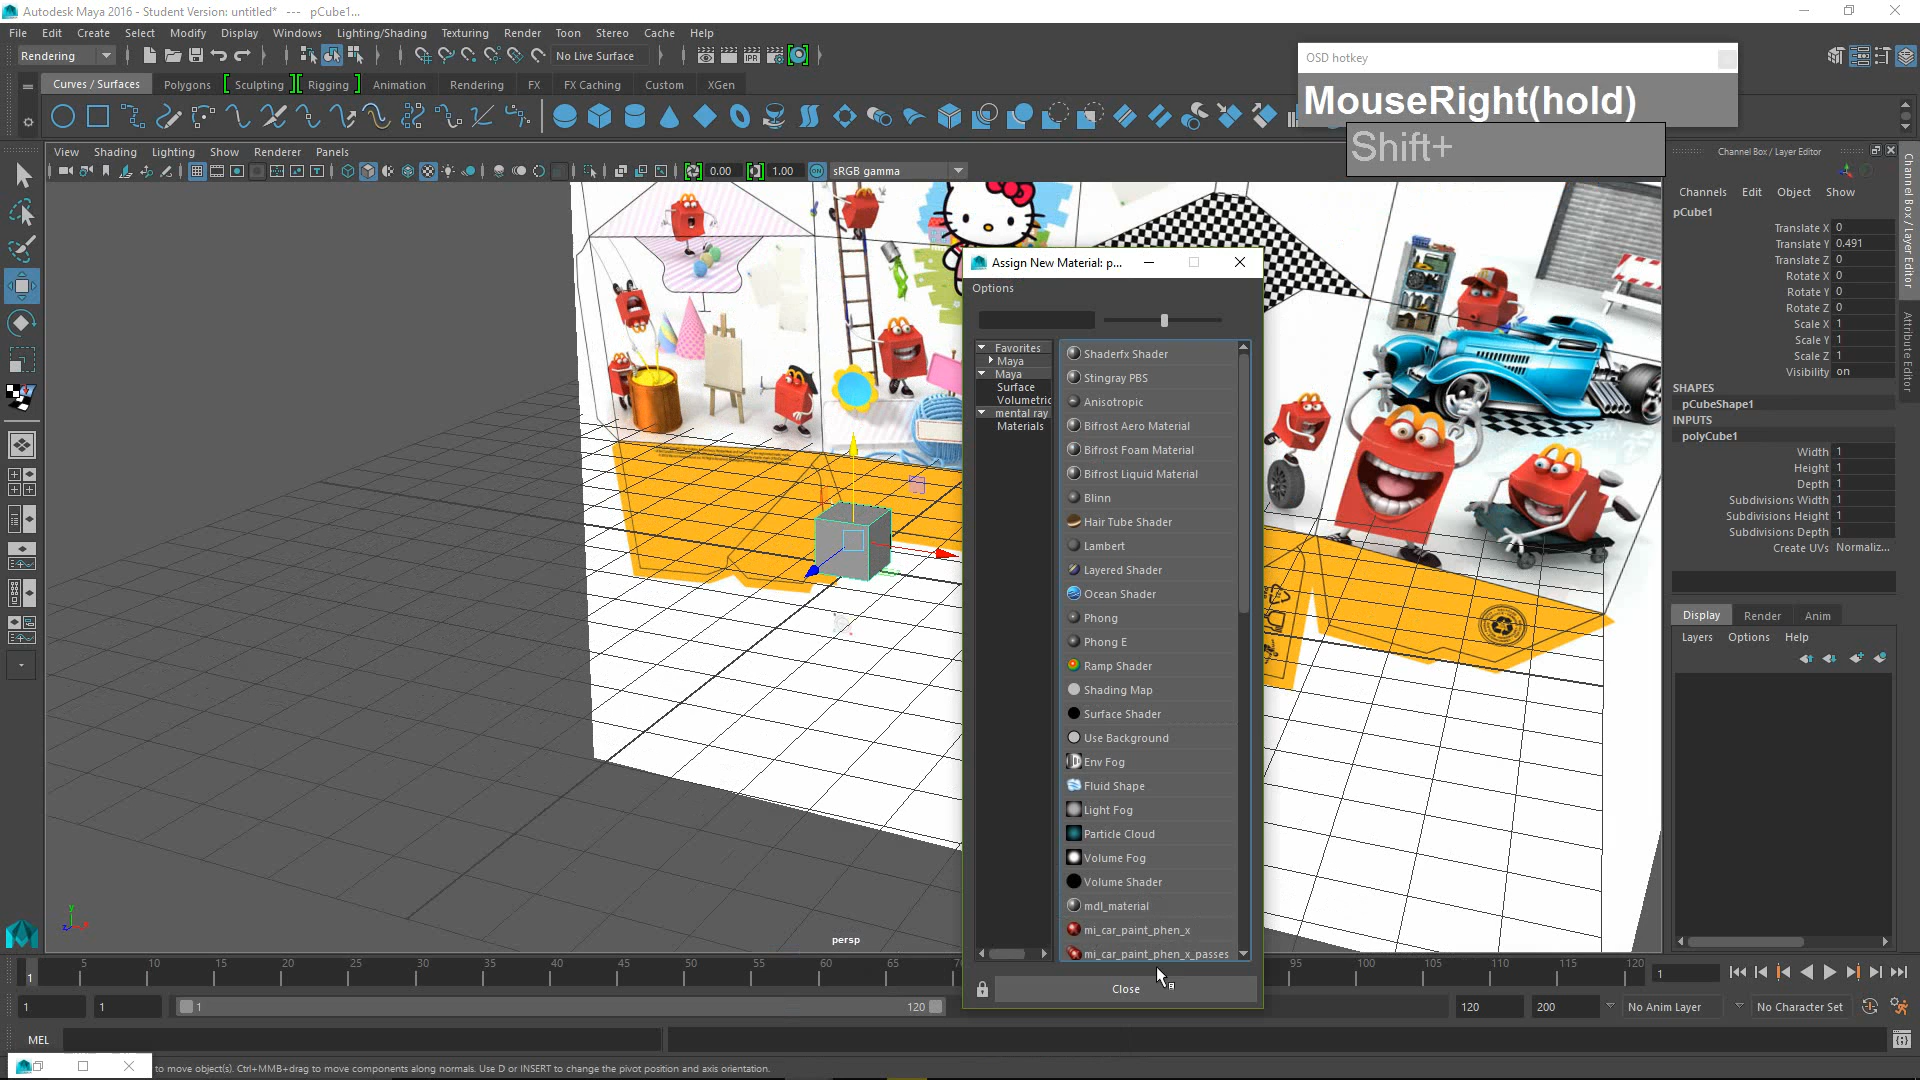 Autodesk Maya 2016 - Student Version: untitled*   ---   pCube1...
File Edit Create Select Modify Display Windows Lighting/Shading Texturing Render Toon Stereo Cache Help
Rendering
No Live Surface
Curves / Surfaces Polygons Sculpting Rigging Animation Rendering FX FX Caching Custom XGen
OSD hotkey
MouseRight(hold)
Shift+
View Shading Lighting Show Renderer Panels
0.00 1.00 sRGB gamma
IPR
Channel Box / Layer Editor
Channels Edit Object Show
pCube1
Translate X 0
Translate Y 0.491
Translate Z 0
Rotate X 0
Rotate Y 0
Rotate Z 0
Scale X 1
Scale Y 1
Scale Z 1
Visibility on
SHAPES
pCubeShape1
INPUTS
polyCube1
Width 1
Height 1
Depth 1
Subdivisions Width 1
Subdivisions Height 1
Subdivisions Depth 1
Create UVs Normaliz...
Display Render Anim
Layers Options Help
Channel Box / Layer Editor
Attribute Editor
Assign New Material: p...
Options
Favorites
Maya
Maya
Surface
Volumetric
mental ray
Materials
Shaderfx Shader
Stingray PBS
Anisotropic
Bifrost Aero Material
Bifrost Foam Material
Bifrost Liquid Material
Blinn
Hair Tube Shader
Lambert
Layered Shader
Ocean Shader
Phong
Phong E
Ramp Shader
Shading Map
Surface Shader
Use Background
Env Fog
Fluid Shape
Light Fog
Particle Cloud
Volume Fog
Volume Shader
mdl_material
mi_car_paint_phen_x
mi_car_paint_phen_x_passes
Close
persp
y
x
z
1 5 10 15 20 25 30 35 40 45 50 55 60 65 95 100 105 110 115 120
1
1 1 1 120 120 200 No Anim Layer No Character Set
MEL
to move object(s). Ctrl+MMB+drag to move components along normals. Use D or INSERT to change the pivot position and axis orientation.